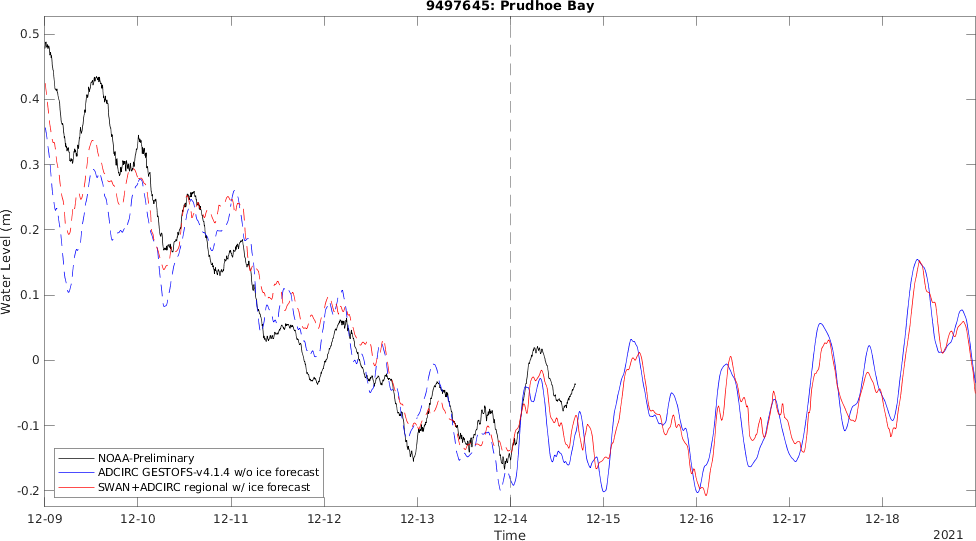 9497645: Prudhoe Bay
0.5
0.4
0.3
0.2
0.1
0
-0.1
-0.2
Water Level (m)
NOAA-Preliminary
ADCIRC GESTOFS-v4.1.4 w/o ice forecast
SWAN+ADCIRC regional w/ ice forecast
12-09 12-10 12-11 12-12 12-13 12-14 12-15 12-16 12-17 12-18
Time
2021